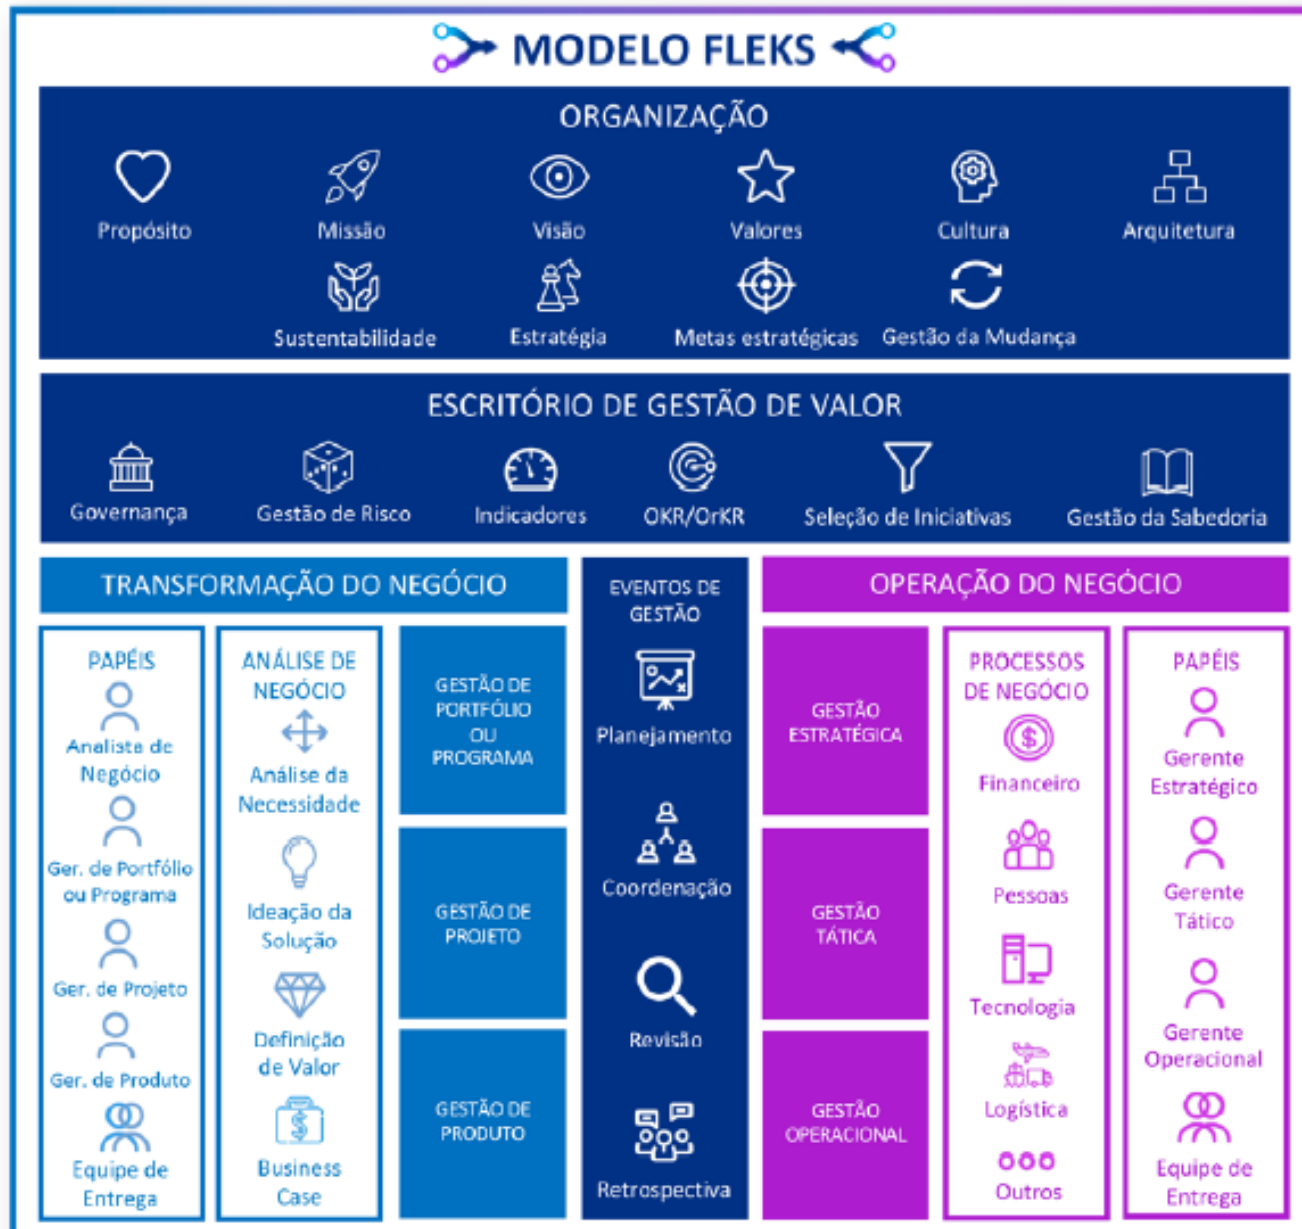 MODELO FLEKS
ORGANIZAÇÃO
Propósito
Missão
Visão
Valores
Cultura
Arquitetura
Sustentabilidade
Estratégia
Metas estratégicas
Gestão da Mudança
ESCRITÓRIO DE GESTÃO DE VALOR
Governança
Gestão de Risco
Indicadores
OKR/OrKR
Seleção de Iniciativas
Gestão da Sabedoria
TRANSFORMAÇÃO DO NEGÓCIO
PAPÉIS
Analista de
Negócio
Ger. de Portfólio
ou Programa
Ger. de Projeto
Ger. de Produto
Equipe de
Entrega
ANÁLISE DE
NEGÓCIO
Análise da
Necessidade
Ideação da
Solução
Definição
de Valor
Business
Case
GESTÃO DE
PORTFÓLIO
OU
PROGRAMA
GESTÃO DE
PROJETO
GESTÃO DE
PRODUTO
EVENTOS DE
GESTÃO
Planejamento
Coordenação
Revisão
Retrospectiva
OPERAÇÃO DO NEGÓCIO
GESTÃO
ESTRATÉGICA
GESTÃO
TÁTICA
GESTÃO
OPERACIONAL
PROCESSOS
DE NEGÓCIO
Financeiro
Pessoas
Tecnologia
Logística
Outros
PAPÉIS
Gerente
Estratégico
Gerente
Tático
Gerente
Operacional
Equipe de
Entrega